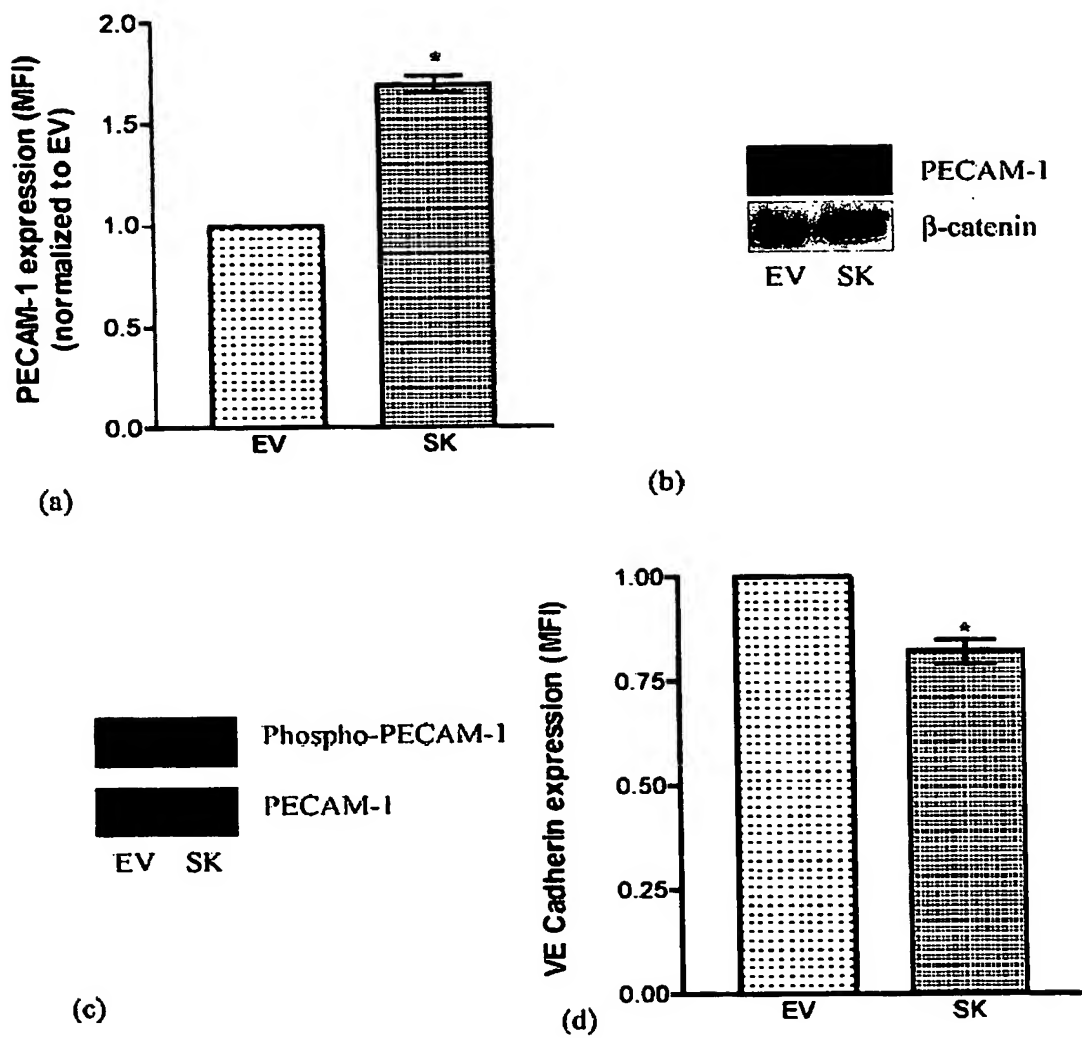 PECAM-1 expression (MFI)
(normalized to EV)
2.0
1.5
1.0
0.5
0.0
*
EV SK
(a)
PECAM-1
β-catenin
EV SK
(b)
Phospho-PECAM-1
PECAM-1
EV SK
(c)
VE Cadherin expression (MFI)
1.00
0.75
0.50
0.25
0.00
*
EV SK
(d)